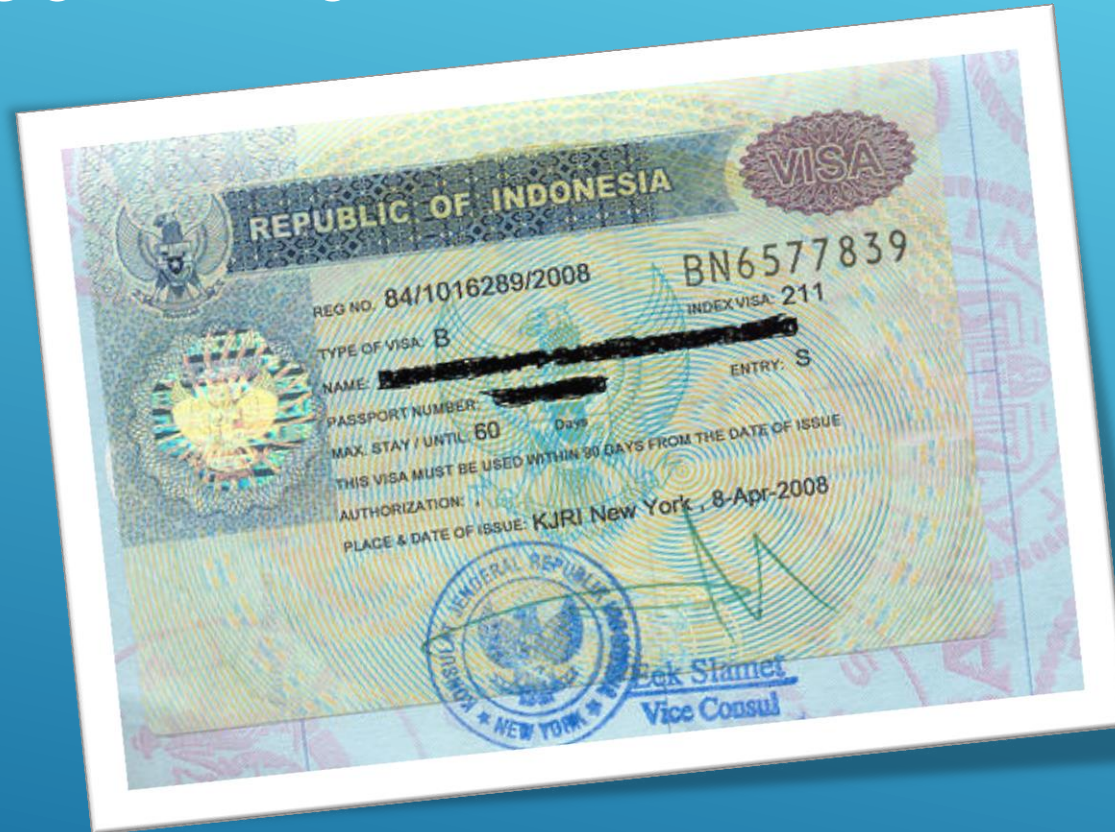 REPUBLIC OF INDONESIA
VISA
BN6577839
REG NO. 84/1016289/2008
INDEX VISA: 211
TYPE OF VISA: B
NAME:
ENTRY: S
PASSPORT NUMBER:
MAX. STAY / UNTIL: 60 Days
THIS VISA MUST BE USED WITHIN 90 DAYS FROM THE DATE OF ISSUE
AUTHORIZATION:
PLACE & DATE OF ISSUE: KJRI New York , 8-Apr-2008
JENDERAL REPUBLIK
NEW YORK
Slamet
Vice Consul